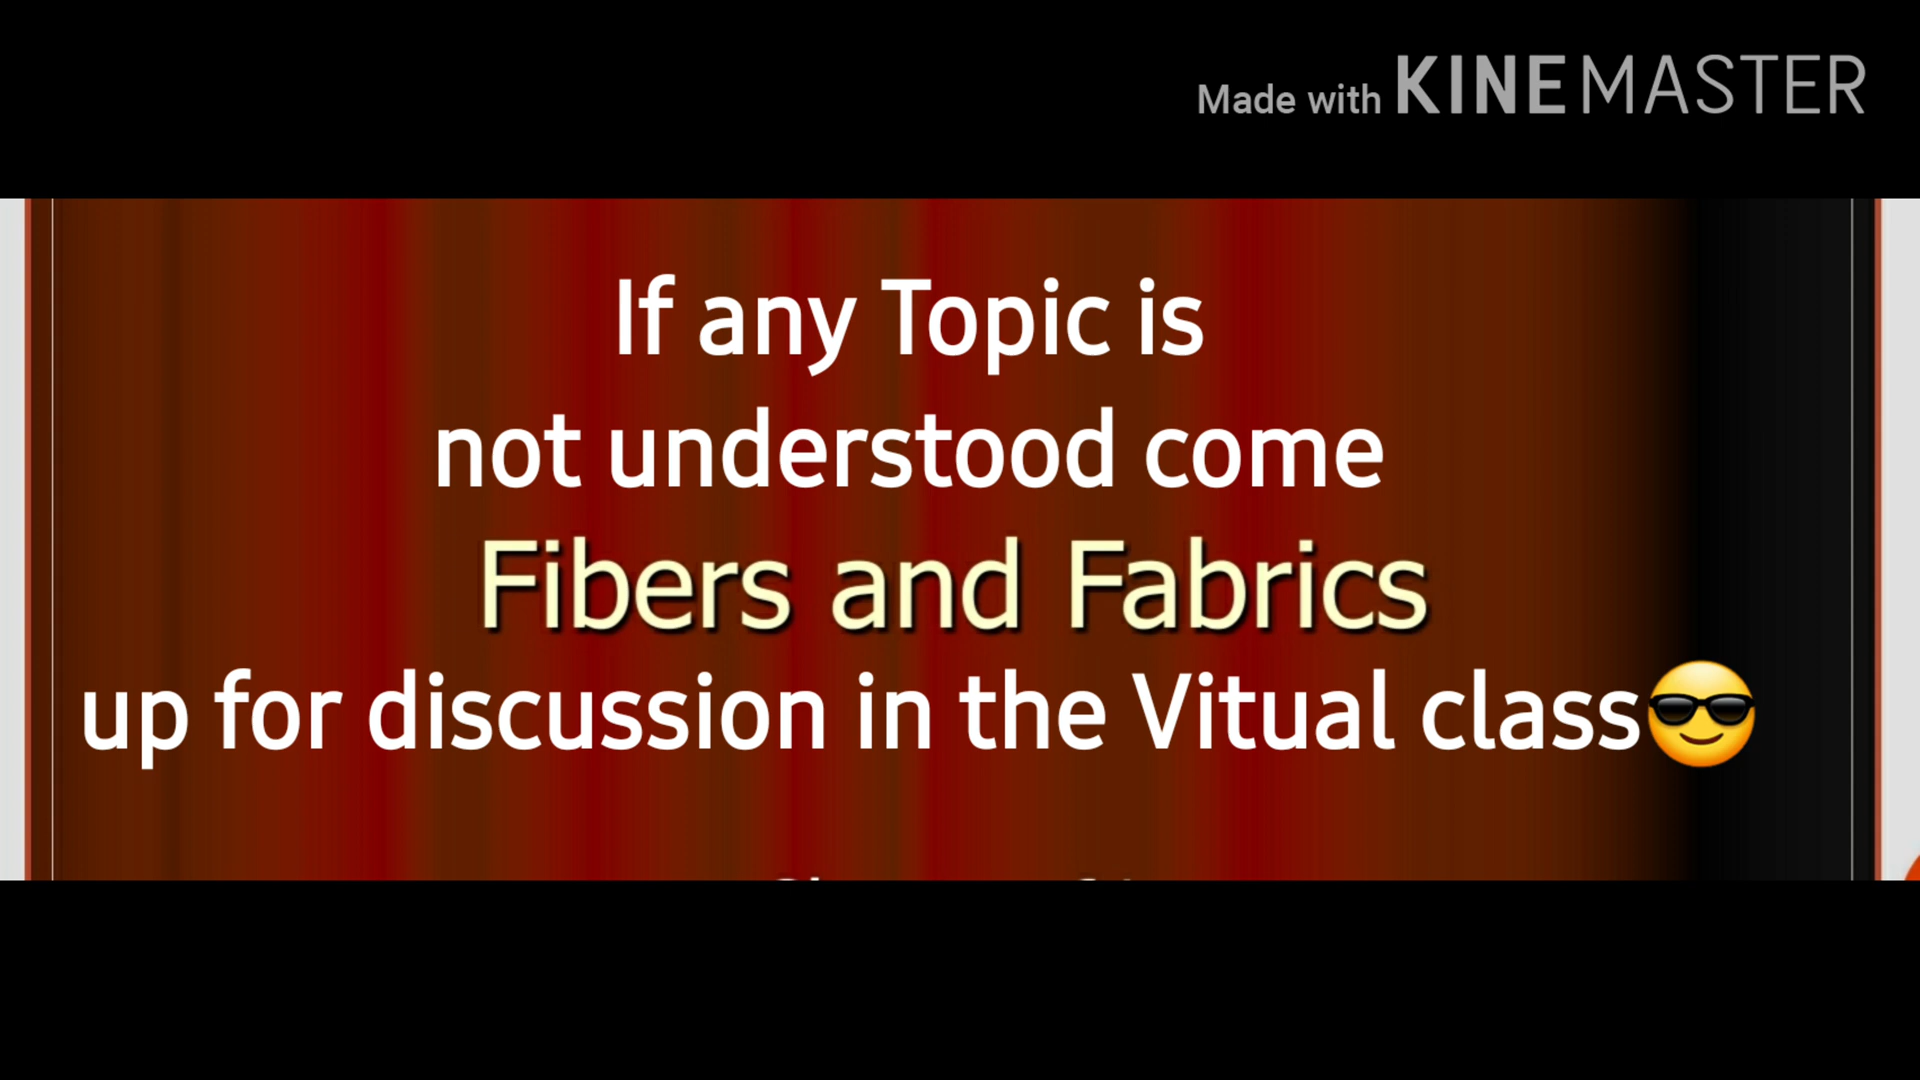 Made with KINEMASTER
If any Topic is
not understood come
Fibers and Fabrics
up for discussion in the Vitual class😎